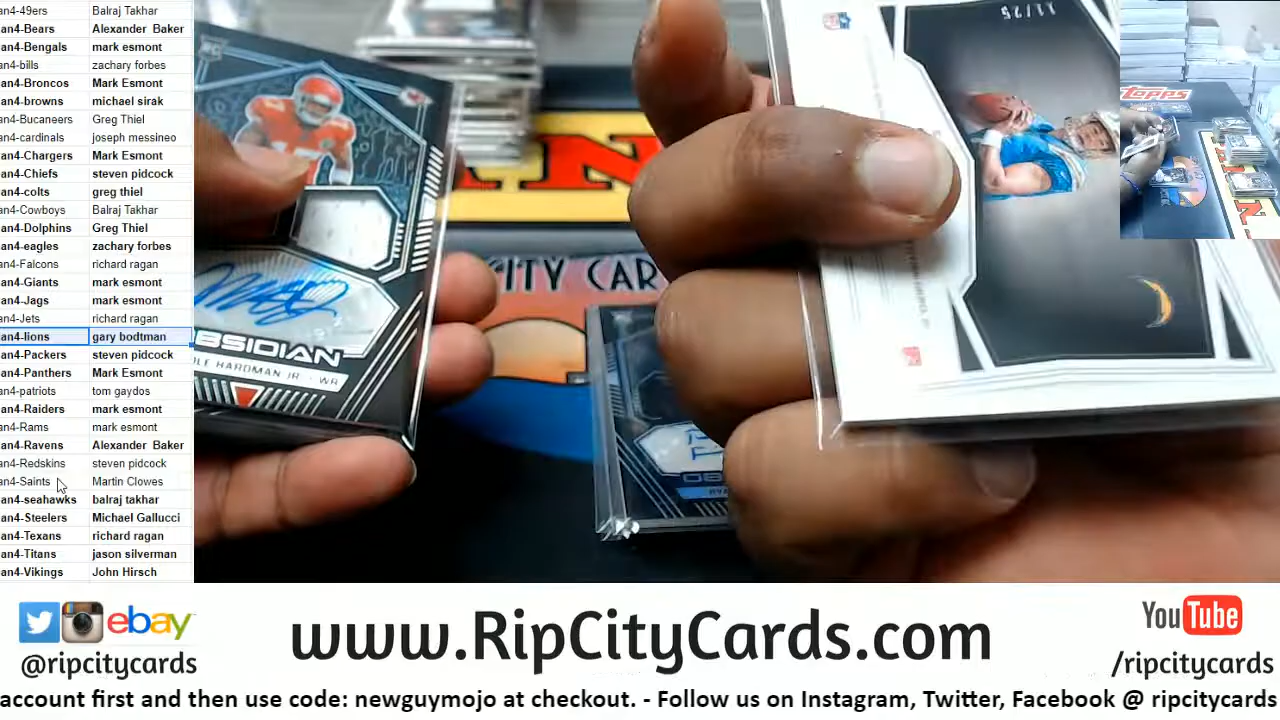 an4-49ers Balraj Takhar
an4-Bears Alexander Baker
an4-Bengals mark esmont
an4-bills zachary forbes
an4-Broncos Mark Esmont
an4-browns michael sirak
an4-Bucaneers Greg Thiel
an4-cardinals joseph messineo
an4-Chargers Mark Esmont
an4-Chiefs steven pidcock
an4-colts greg thiel
an4-Cowboys Balraj Takhar
an4-Dolphins Greg Thiel
an4-eagles zachary forbes
an4-Falcons richard ragan
an4-Giants mark esmont
an4-Jags mark esmont
an4-Jets richard ragan
an4-lions gary bodtman
an4-Packers steven pidcock
an4-Panthers Mark Esmont
an4-patriots tom gaydos
an4-Raiders mark esmont
an4-Rams mark esmont
an4-Ravens Alexander Baker
an4-Redskins steven pidcock
an4-Saints Martin Clowes
an4-seahawks balraj takhar
an4-Steelers Michael Gallucci
an4-Texans richard ragan
an4-Titans jason silverman
an4-Vikings John Hirsch
RC
OBSIDIAN
HARDMAN JR - WR
CITY CAR
11/25
TOPPS
ebay
@ripcitycards
www.RipCityCards.com
YouTube
/ripcitycards
account first and then use code: newguymojo at checkout. - Follow us on Instagram, Twitter, Facebook @ ripcitycards